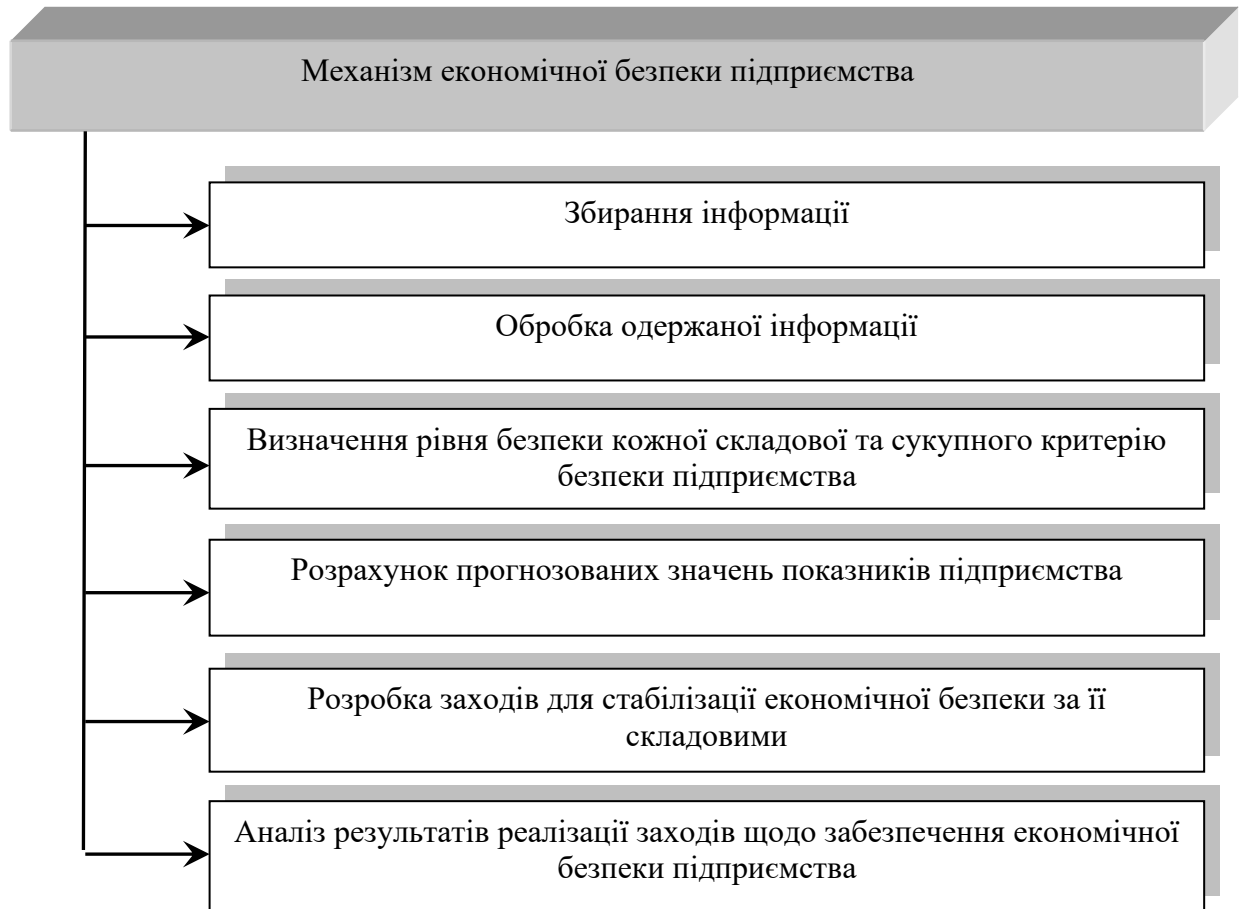 Механізм економічної безпеки підприємства
Збирання інформації
Обробка одержаної інформації
Визначення рівня безпеки кожної складової та сукупного критерію
безпеки підприємства
Розрахунок прогнозованих значень показників підприємства
Розробка заходів для стабілізації економічної безпеки за її
складовими
Аналіз результатів реалізації заходів щодо забезпечення економічної
безпеки підприємства